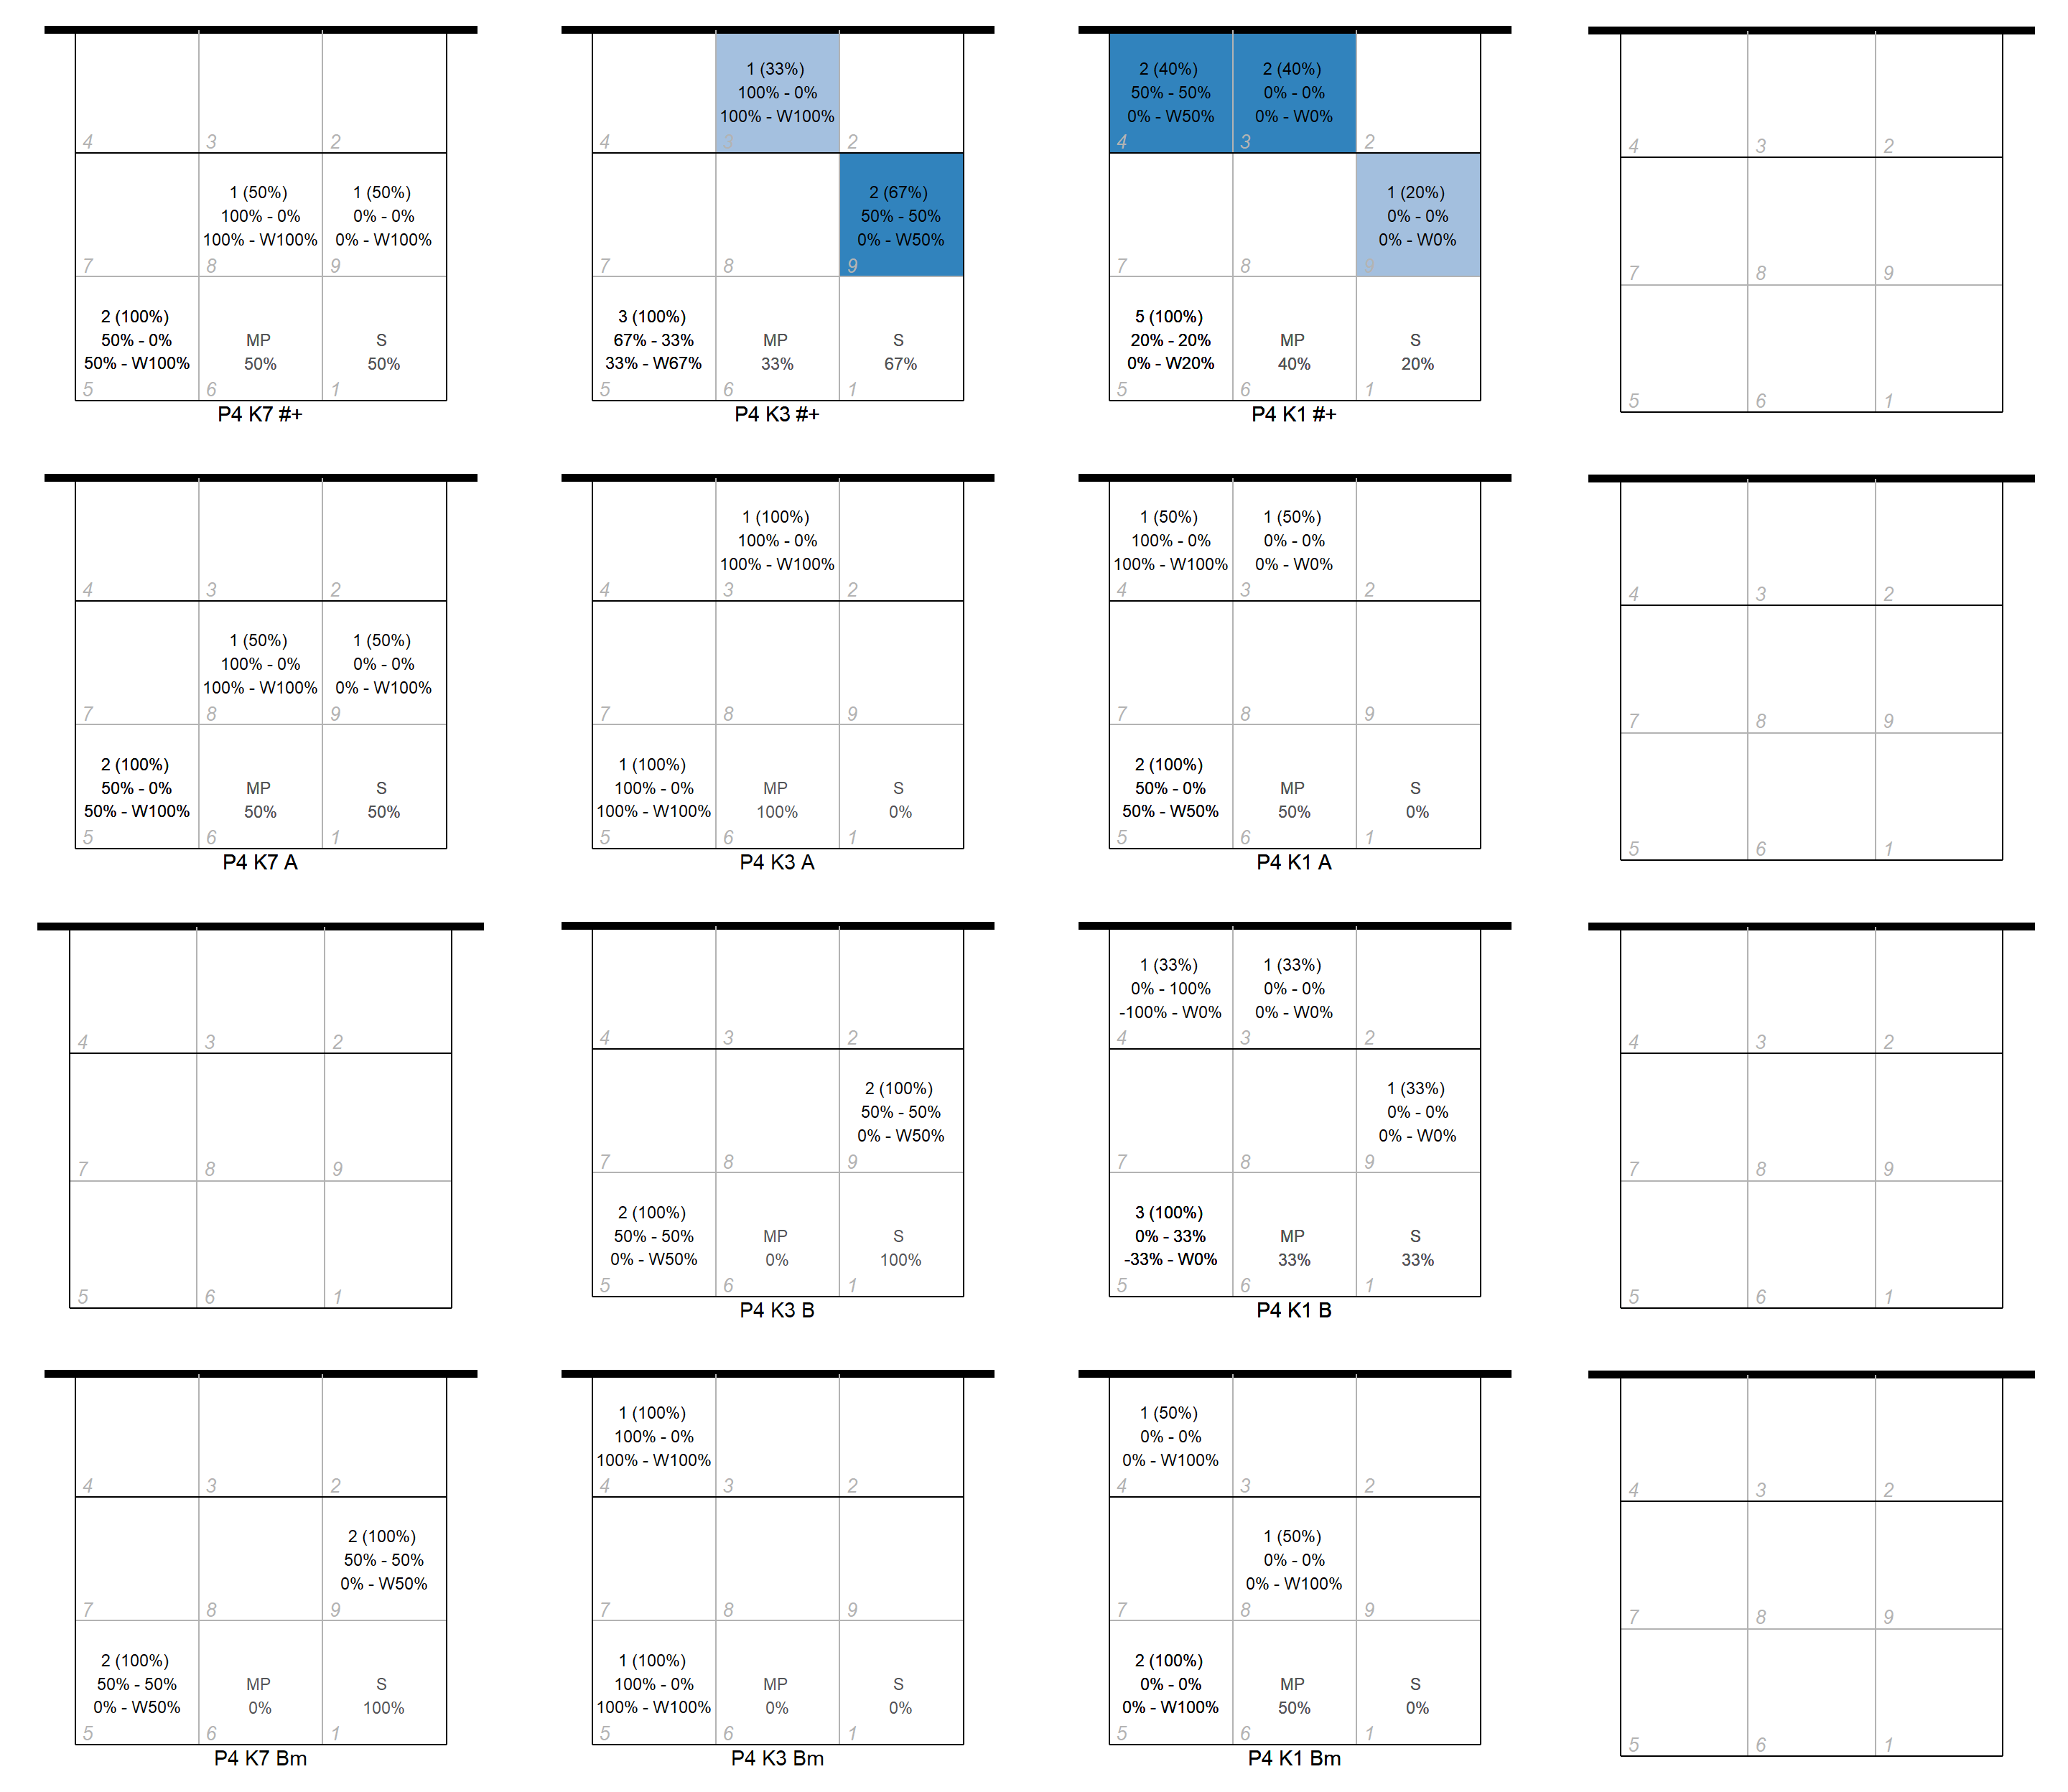 4
3
2
7
1 (50%)
100% - 0%
100% - W100%
8
1 (50%)
0% - 0%
0% - W100%
9
2 (100%)
50% - 0%
50% - W100%
5
MP
50%
6
S
50%
1
P4 K7 #+
4
1 (33%)
100% - 0%
100% - W100%
3
2
7
8
2 (67%)
50% - 50%
0% - W50%
9
3 (100%)
67% - 33%
33% - W67%
5
MP
33%
6
S
67%
1
P4 K3 #+
2 (40%)
50% - 50%
0% - W50%
4
2 (40%)
0% - 0%
0% - W0%
3
2
7
8
1 (20%)
0% - 0%
0% - W0%
9
5 (100%)
20% - 20%
0% - W20%
5
MP
40%
6
S
20%
1
P4 K1 #+
4
3
2
7
8
9
5
6
1
4
3
2
7
1 (50%)
100% - 0%
100% - W100%
8
1 (50%)
0% - 0%
0% - W100%
9
2 (100%)
50% - 0%
50% - W100%
5
MP
50%
6
S
50%
1
P4 K7 A
4
1 (100%)
100% - 0%
100% - W100%
3
2
7
8
9
1 (100%)
100% - 0%
100% - W100%
5
MP
100%
6
S
0%
1
P4 K3 A
1 (50%)
100% - 0%
100% - W100%
4
1 (50%)
0% - 0%
0% - W0%
3
2
7
8
9
2 (100%)
50% - 0%
50% - W50%
5
MP
50%
6
S
0%
1
P4 K1 A
4
3
2
7
8
9
5
6
1
4
3
2
7
8
9
5
6
1
4
3
2
7
8
2 (100%)
50% - 50%
0% - W50%
9
2 (100%)
50% - 50%
0% - W50%
5
MP
0%
6
S
100%
1
P4 K3 B
1 (33%)
0% - 100%
-100% - W0%
4
1 (33%)
0% - 0%
0% - W0%
3
2
7
8
1 (33%)
0% - 0%
0% - W0%
9
3 (100%)
0% - 33%
-33% - W0%
5
MP
33%
6
S
33%
1
P4 K1 B
4
3
2
7
8
9
5
6
1
4
3
2
7
8
2 (100%)
50% - 50%
0% - W50%
9
2 (100%)
50% - 50%
0% - W50%
5
MP
0%
6
S
100%
1
P4 K7 Bm
1 (100%)
100% - 0%
100% - W100%
4
3
2
7
8
9
1 (100%)
100% - 0%
100% - W100%
5
MP
0%
6
S
0%
1
P4 K3 Bm
1 (50%)
0% - 0%
0% - W100%
4
3
2
7
1 (50%)
0% - 0%
0% - W100%
8
9
2 (100%)
0% - 0%
0% - W100%
5
MP
50%
6
S
0%
1
P4 K1 Bm
4
3
2
7
8
9
5
6
1